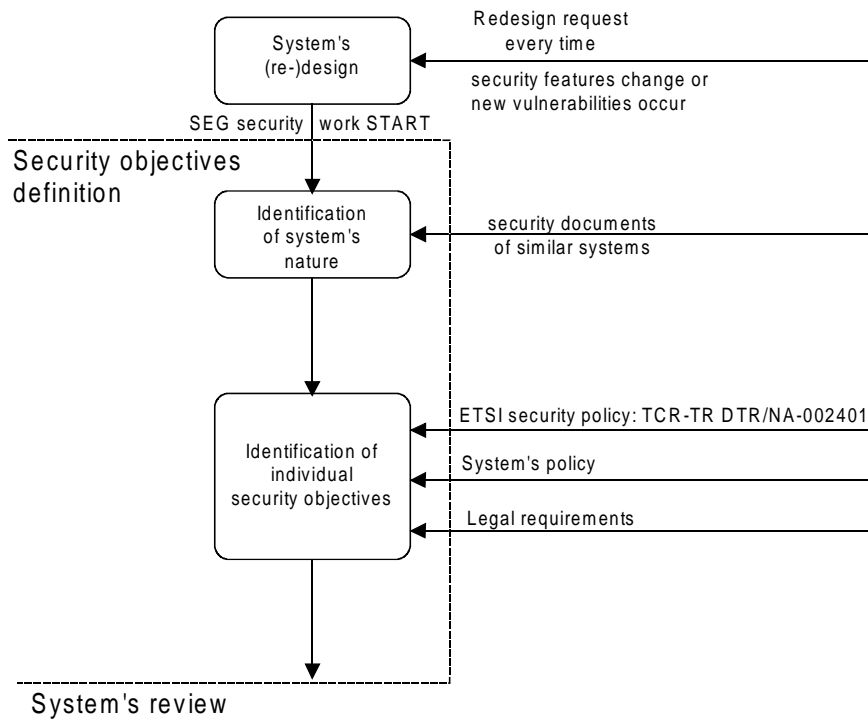 Redesign request
every time
System's
(re-)design
security features change or
new vulnerabilities occur
SEG security work START
Security objectives
definition
Identification
of system's
nature
security documents
of similar systems
ETSI security policy: TCR-TR DTR/NA-002401
Identification of
individual
security objectives
System's policy
Legal requirements
System's review